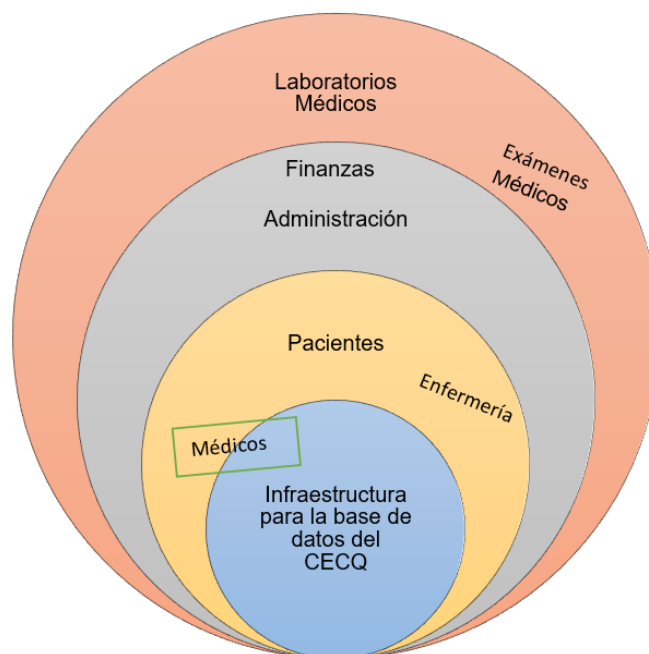 Laboratorios
Médicos
Exámenes
Médicos
Finanzas
Administración
Pacientes
Enfermería
Médicos
Infraestructura
para la base de
datos del
CECQ